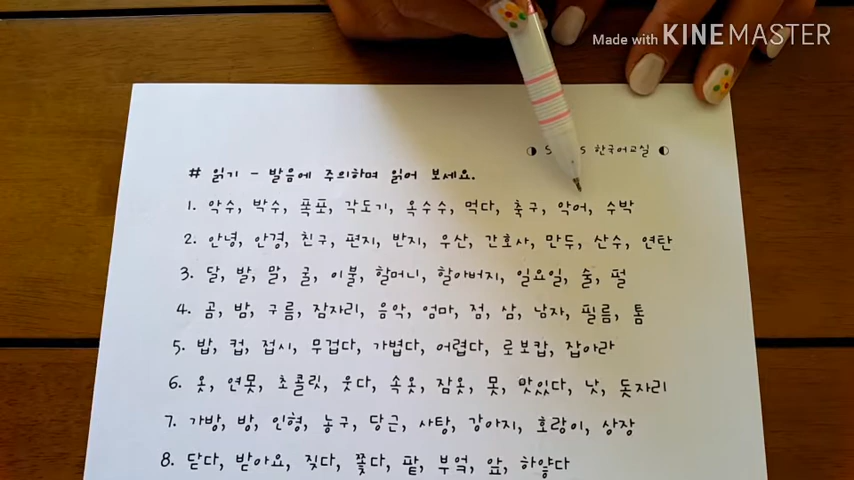 Made with KINEMASTER
한국어교실
# 읽기 - 발음에 주의하며 읽어 보세요.
1. 악수, 박수, 폭포, 각도기, 옥수수, 먹다, 축구, 악어, 수박
2. 안녕, 안경, 친구, 편지, 반지, 우산, 간호사, 만두, 산수, 연탄
3. 달, 발, 말, 굴, 이불, 할머니, 할아버지, 일요일, 술, 펄
4. 곰, 밤, 구름, 잠자리, 음악, 엄마, 점, 삼, 남자, 필름, 톰
5. 밥, 컵, 접시, 무겁다, 가볍다, 어렵다, 로보캅, 잡아라
6. 옷, 연못, 초콜릿, 웃다, 속옷, 잠옷, 못, 맛있다, 낫, 돗자리
7. 가방, 방, 인형, 농구, 당근, 사탕, 강아지, 호랑이, 상장
8. 닫다, 받아요, 짖다, 쫓다, 팥, 부엌, 앞, 하얗다